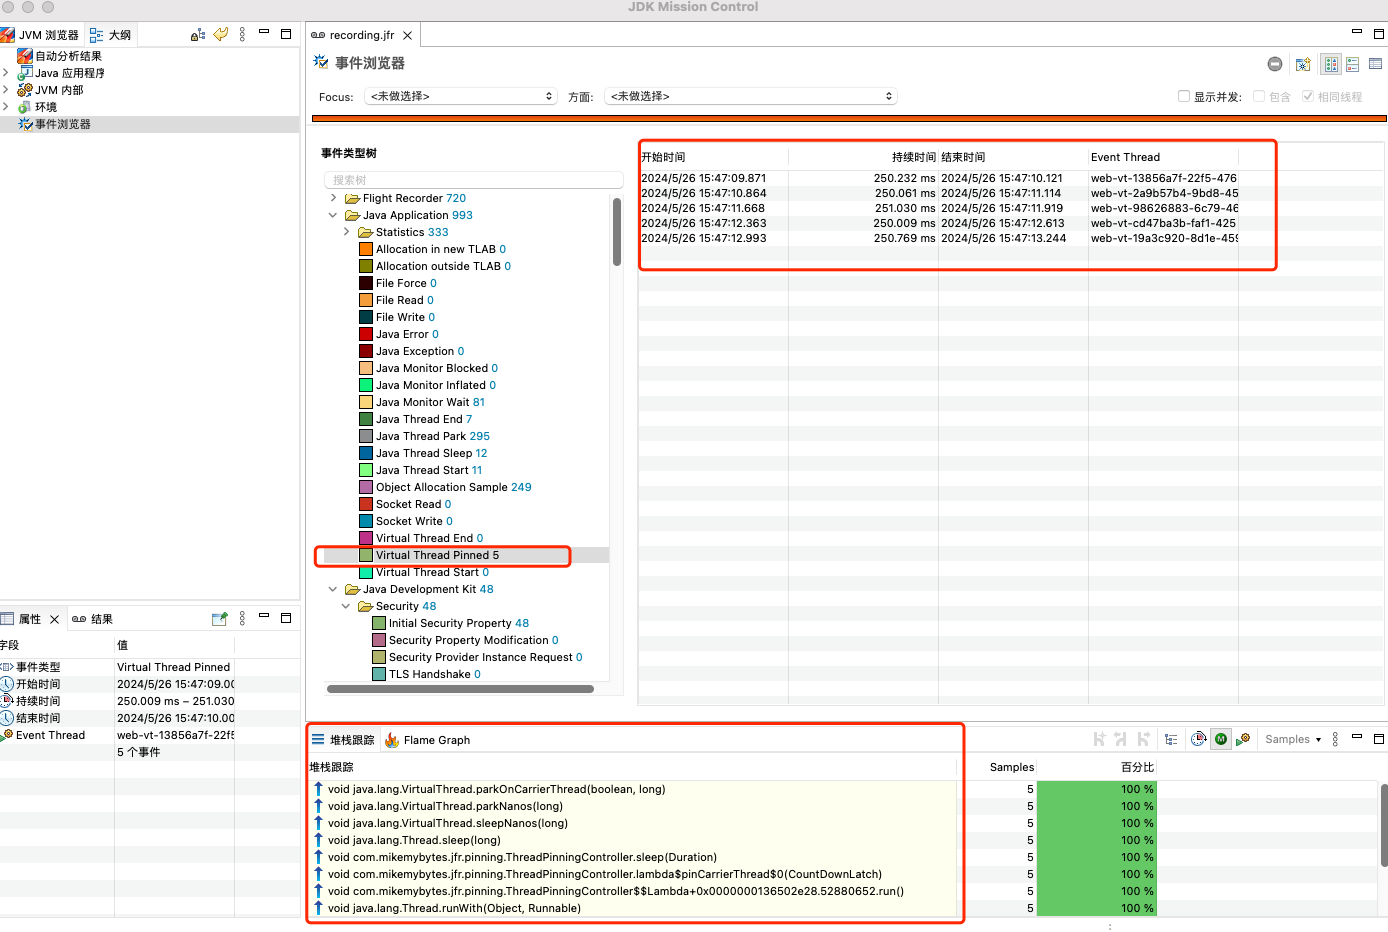 JDK Mission Control
JVM 浏览器
大纲
自动分析结果
Java 应用程序
JVM 内部
环境
事件浏览器
recording.jfr
事件浏览器
Focus: <未做选择> 方面: <未做选择>
显示并发: 包含 相同线程
事件类型树
搜索树
Flight Recorder 720
Java Application 993
Statistics 333
Allocation in new TLAB 0
Allocation outside TLAB 0
File Force 0
File Read 0
File Write 0
Java Error 0
Java Exception 0
Java Monitor Blocked 0
Java Monitor Inflated 0
Java Monitor Wait 81
Java Thread End 7
Java Thread Park 295
Java Thread Sleep 12
Java Thread Start 11
Object Allocation Sample 249
Socket Read 0
Socket Write 0
Virtual Thread End 0
Virtual Thread Pinned 5
Virtual Thread Start 0
Java Development Kit 48
Security 48
Initial Security Property 48
Security Property Modification 0
Security Provider Instance Request 0
TLS Handshake 0
开始时间 持续时间 结束时间 Event Thread
2024/5/26 15:47:09.871 250.232 ms 2024/5/26 15:47:10.121 web-vt-13856a7f-22f5-476
2024/5/26 15:47:10.864 250.061 ms 2024/5/26 15:47:11.114 web-vt-2a9b57b4-9bd8-45
2024/5/26 15:47:11.668 251.030 ms 2024/5/26 15:47:11.919 web-vt-98626883-6c79-46
2024/5/26 15:47:12.363 250.009 ms 2024/5/26 15:47:12.613 web-vt-cd47ba3b-faf1-425
2024/5/26 15:47:12.993 250.769 ms 2024/5/26 15:47:13.244 web-vt-19a3c920-8d1e-459
属性
结果
字段 值
事件类型 Virtual Thread Pinned
开始时间 2024/5/26 15:47:09.00
持续时间 250.009 ms – 251.030
结束时间 2024/5/26 15:47:10.00
Event Thread web-vt-13856a7f-22f5
5 个事件
堆栈跟踪
Flame Graph
M
Samples
堆栈跟踪 Samples 百分比
void java.lang.VirtualThread.parkOnCarrierThread(boolean, long) 5 100 %
void java.lang.VirtualThread.parkNanos(long) 5 100 %
void java.lang.VirtualThread.sleepNanos(long) 5 100 %
void java.lang.Thread.sleep(long) 5 100 %
void com.mikemybytes.jfr.pinning.ThreadPinningController.sleep(Duration) 5 100 %
void com.mikemybytes.jfr.pinning.ThreadPinningController.lambda$pinCarrierThread$0(CountDownLatch) 5 100 %
void com.mikemybytes.jfr.pinning.ThreadPinningController$$Lambda+0x0000000136502e28.52880652.run() 5 100 %
void java.lang.Thread.runWith(Object, Runnable) 5 100 %